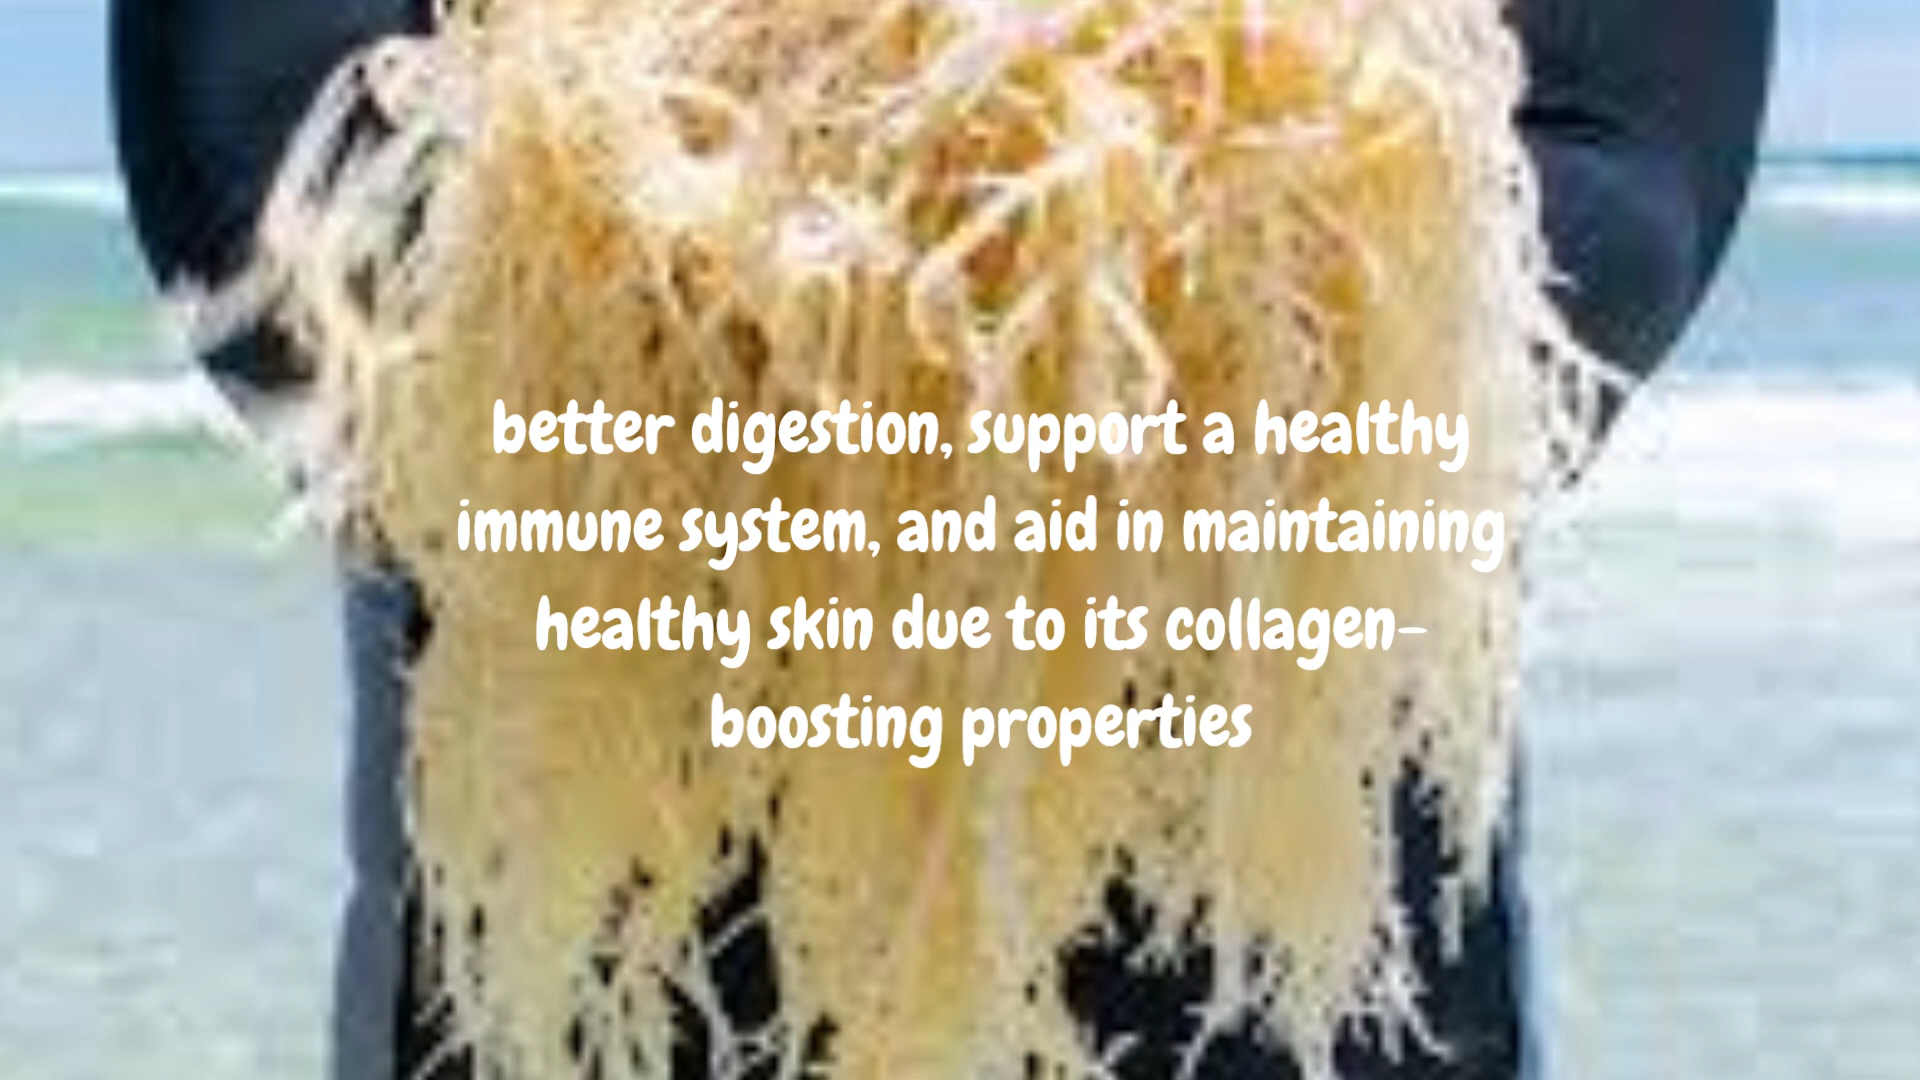 better digestion, support a healthy
immune system, and aid in maintaining
healthy skin due to its collagen-
boosting properties